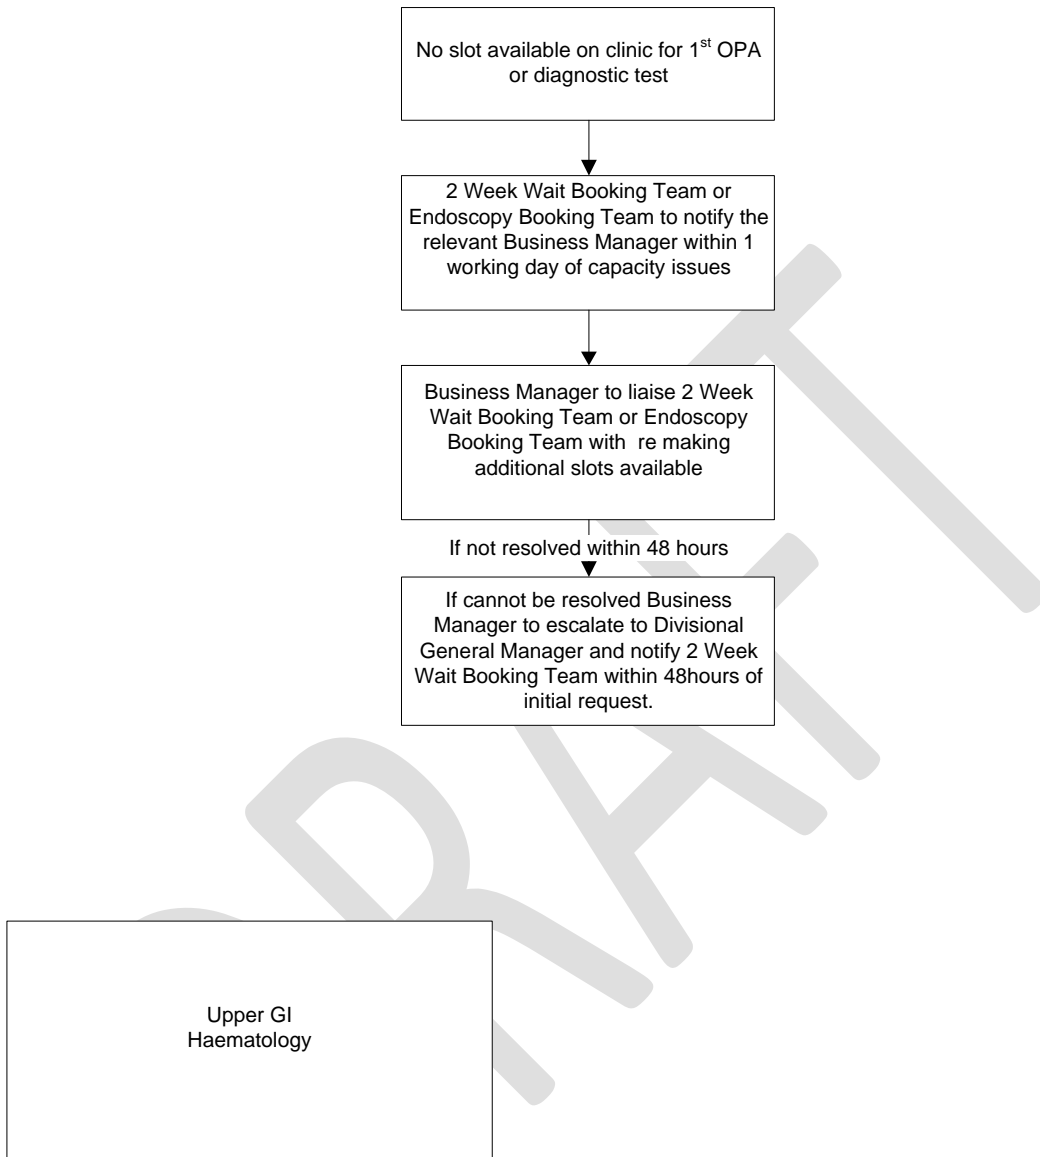 No slot available on clinic for 1st OPA
or diagnostic test
2 Week Wait Booking Team or
Endoscopy Booking Team to notify the
relevant Business Manager within 1
working day of capacity issues
Business Manager to liaise 2 Week
Wait Booking Team or Endoscopy
Booking Team with  re making
additional slots available
If not resolved within 48 hours
If cannot be resolved Business
Manager to escalate to Divisional
General Manager and notify 2 Week
Wait Booking Team within 48hours of
initial request.
Upper GI
Haematology
DRAFT